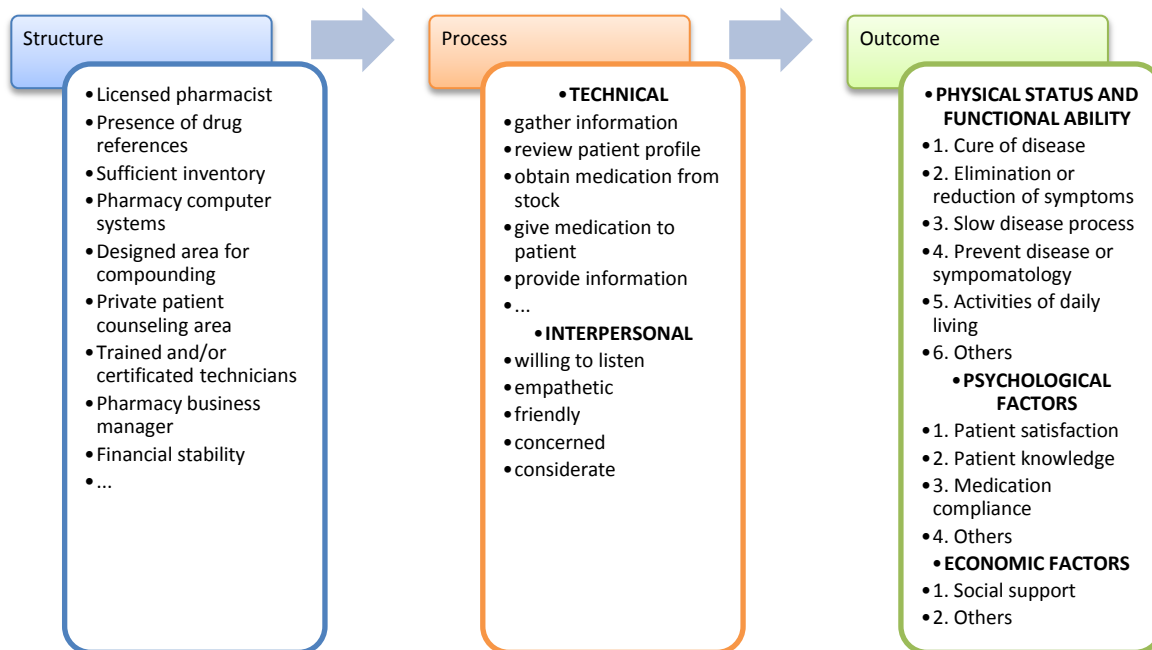 Structure
•Licensed pharmacist
•Presence of drug
references
•Sufficient inventory
•Pharmacy computer
systems
•Designed area for
compounding
•Private patient
counseling area
•Trained and/or
certificated technicians
•Pharmacy business
manager
•Financial stability
•...
Process
•TECHNICAL
•gather information
•review patient profile
•obtain medication from
stock
•give medication to
patient
•provide information
•...
•INTERPERSONAL
•willing to listen
•empathetic
•friendly
•concerned
•considerate
Outcome
•PHYSICAL STATUS AND
FUNCTIONAL ABILITY
•1. Cure of disease
•2. Elimination or
reduction of symptoms
•3. Slow disease process
•4. Prevent disease or
sympomatology
•5. Activities of daily
living
•6. Others
•PSYCHOLOGICAL
FACTORS
•1. Patient satisfaction
•2. Patient knowledge
•3. Medication
compliance
•4. Others
•ECONOMIC FACTORS
•1. Social support
•2. Others